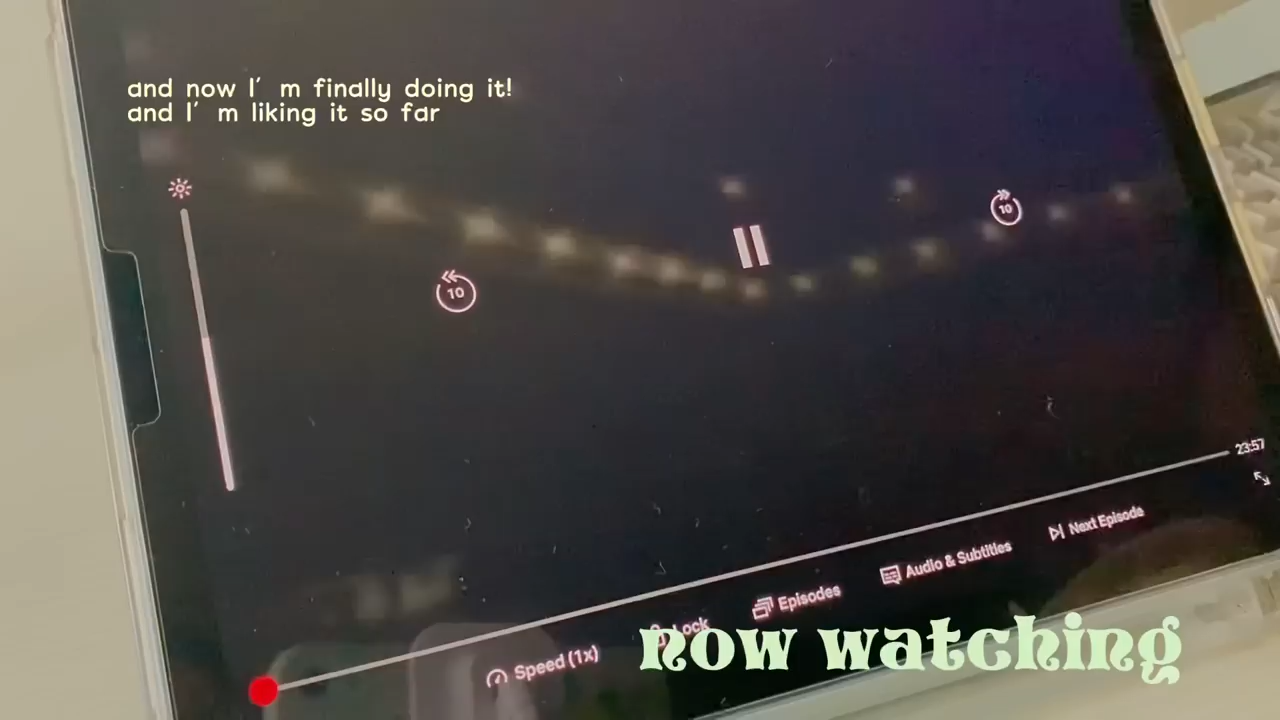 and now I' m finally doing it!
and I' m liking it so far
10
10
23:57
Next Episode
Audio & Subtitles
Episodes
Lock
Speed (1x)
now watching